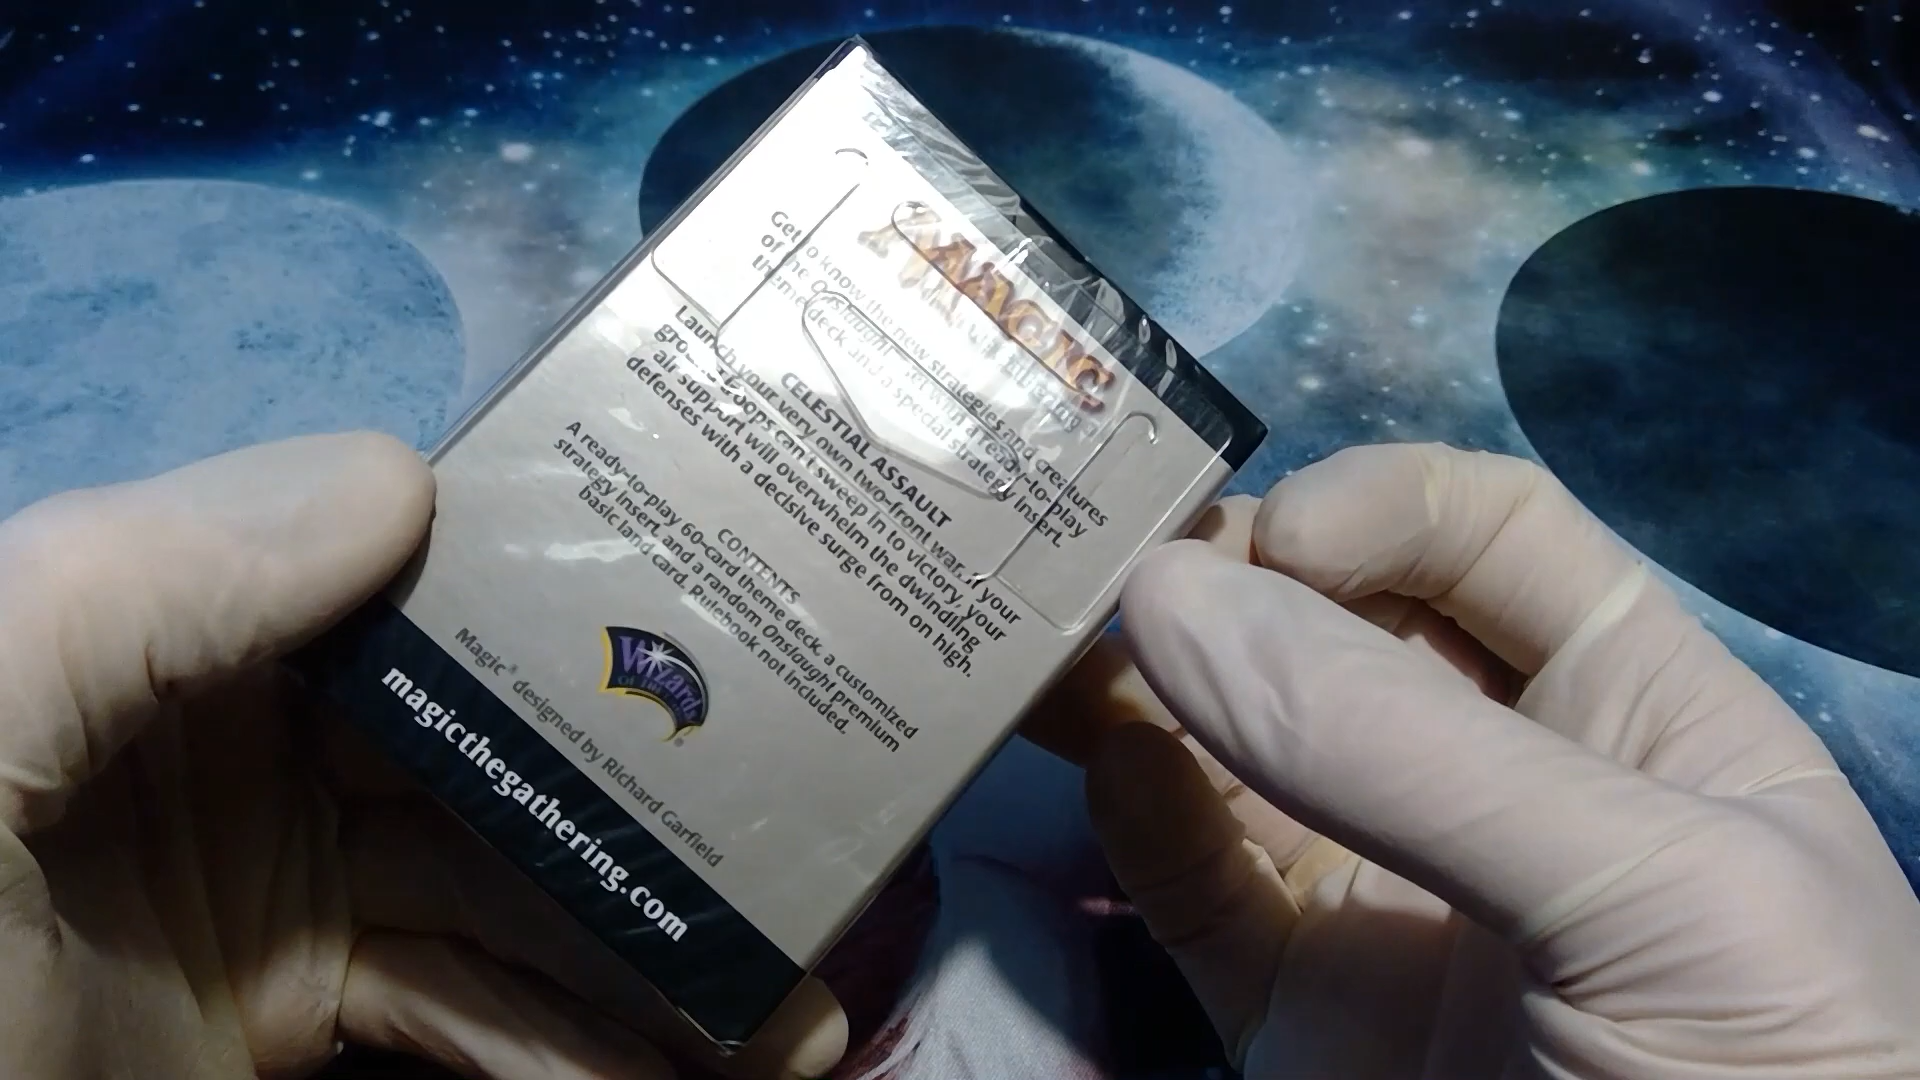 MAGIC
Get to know the new strategies and creatures
of the Onslaught set with a ready-to-play
theme deck and a special strategy insert.
CELESTIAL ASSAULT
Launch your very own two-front war. If your
ground troops can't sweep in to victory, your
air support will overwhelm the dwindling
defenses with a decisive surge from on high.
CONTENTS
A ready-to-play 60-card theme deck, a customized
strategy insert, and a random Onslaught premium
basic land card. Rulebook not included.
Wizards
OF THE
Magic® designed by Richard Garfield
magicthegathering.com